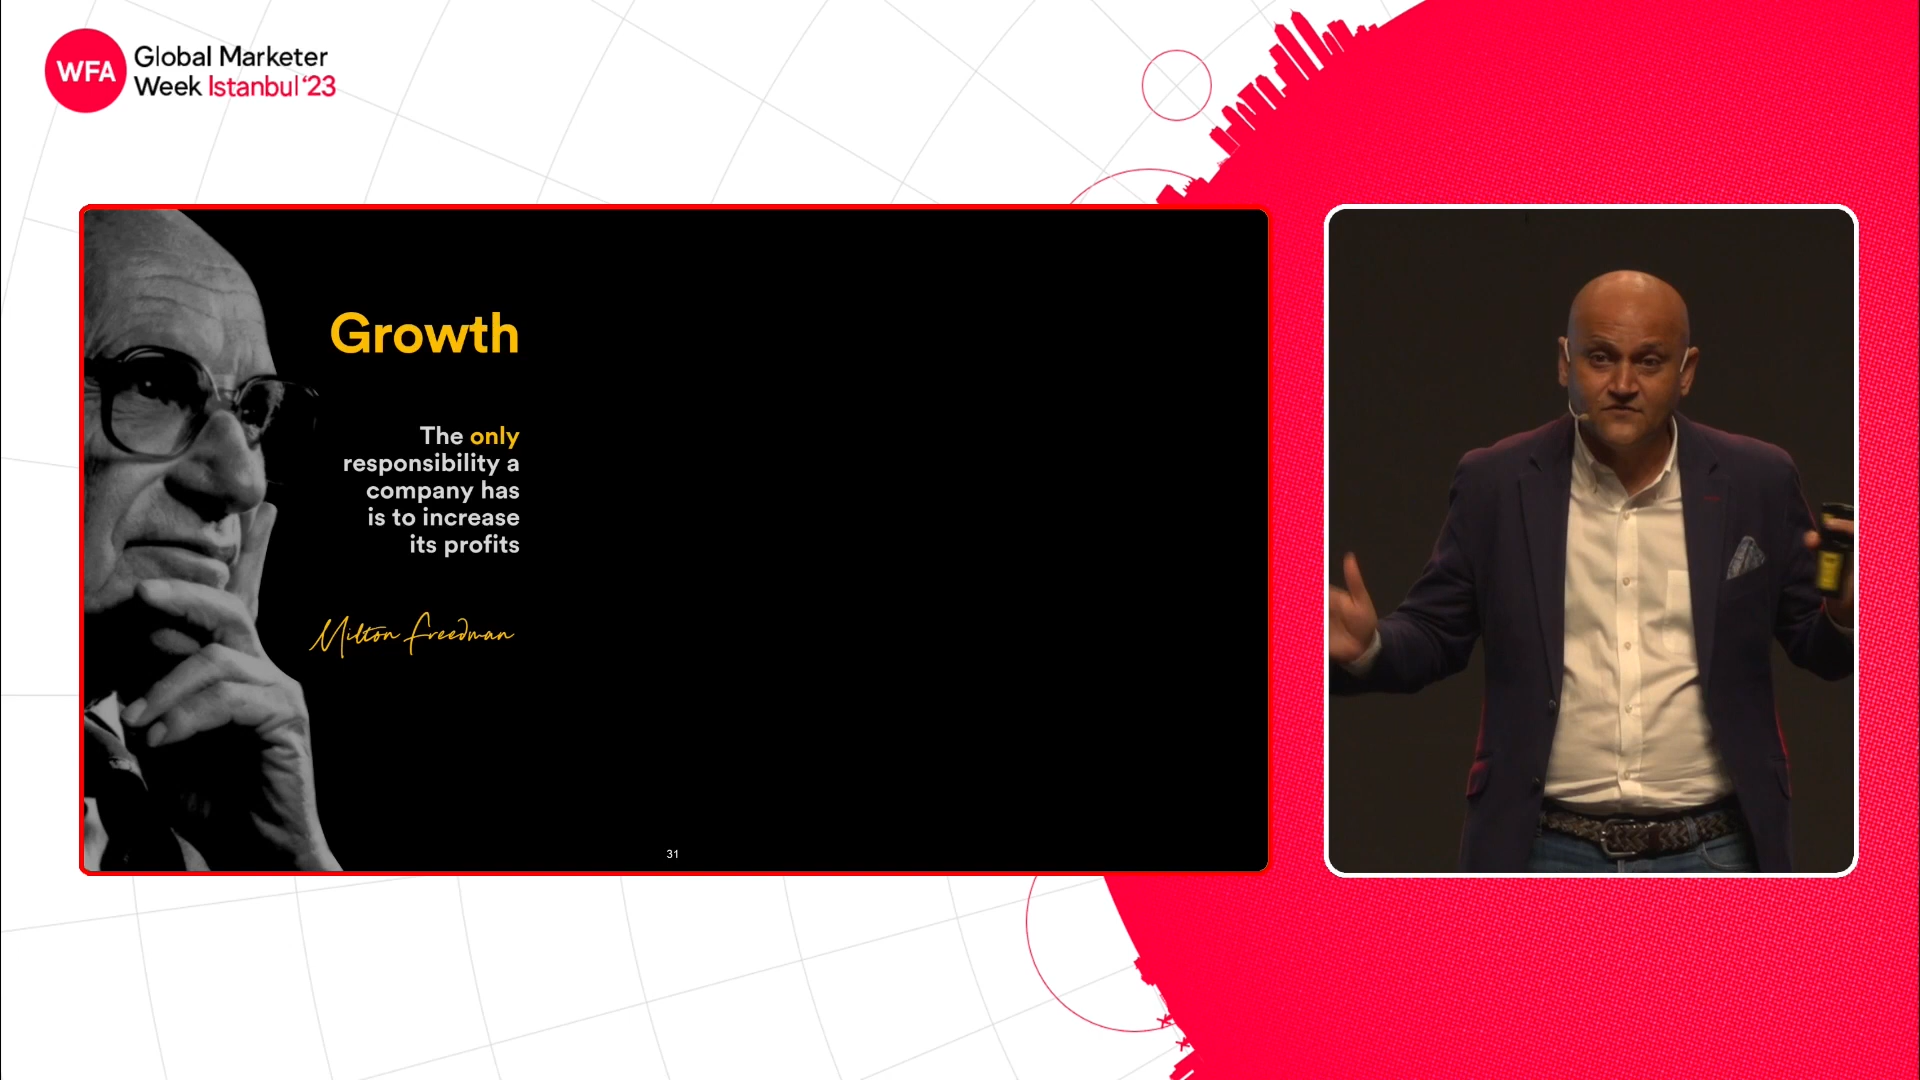 WFA
Global Marketer
Week Istanbul '23
Growth
The only
responsibility a
company has
is to increase
its profits
Milton Freedman
31